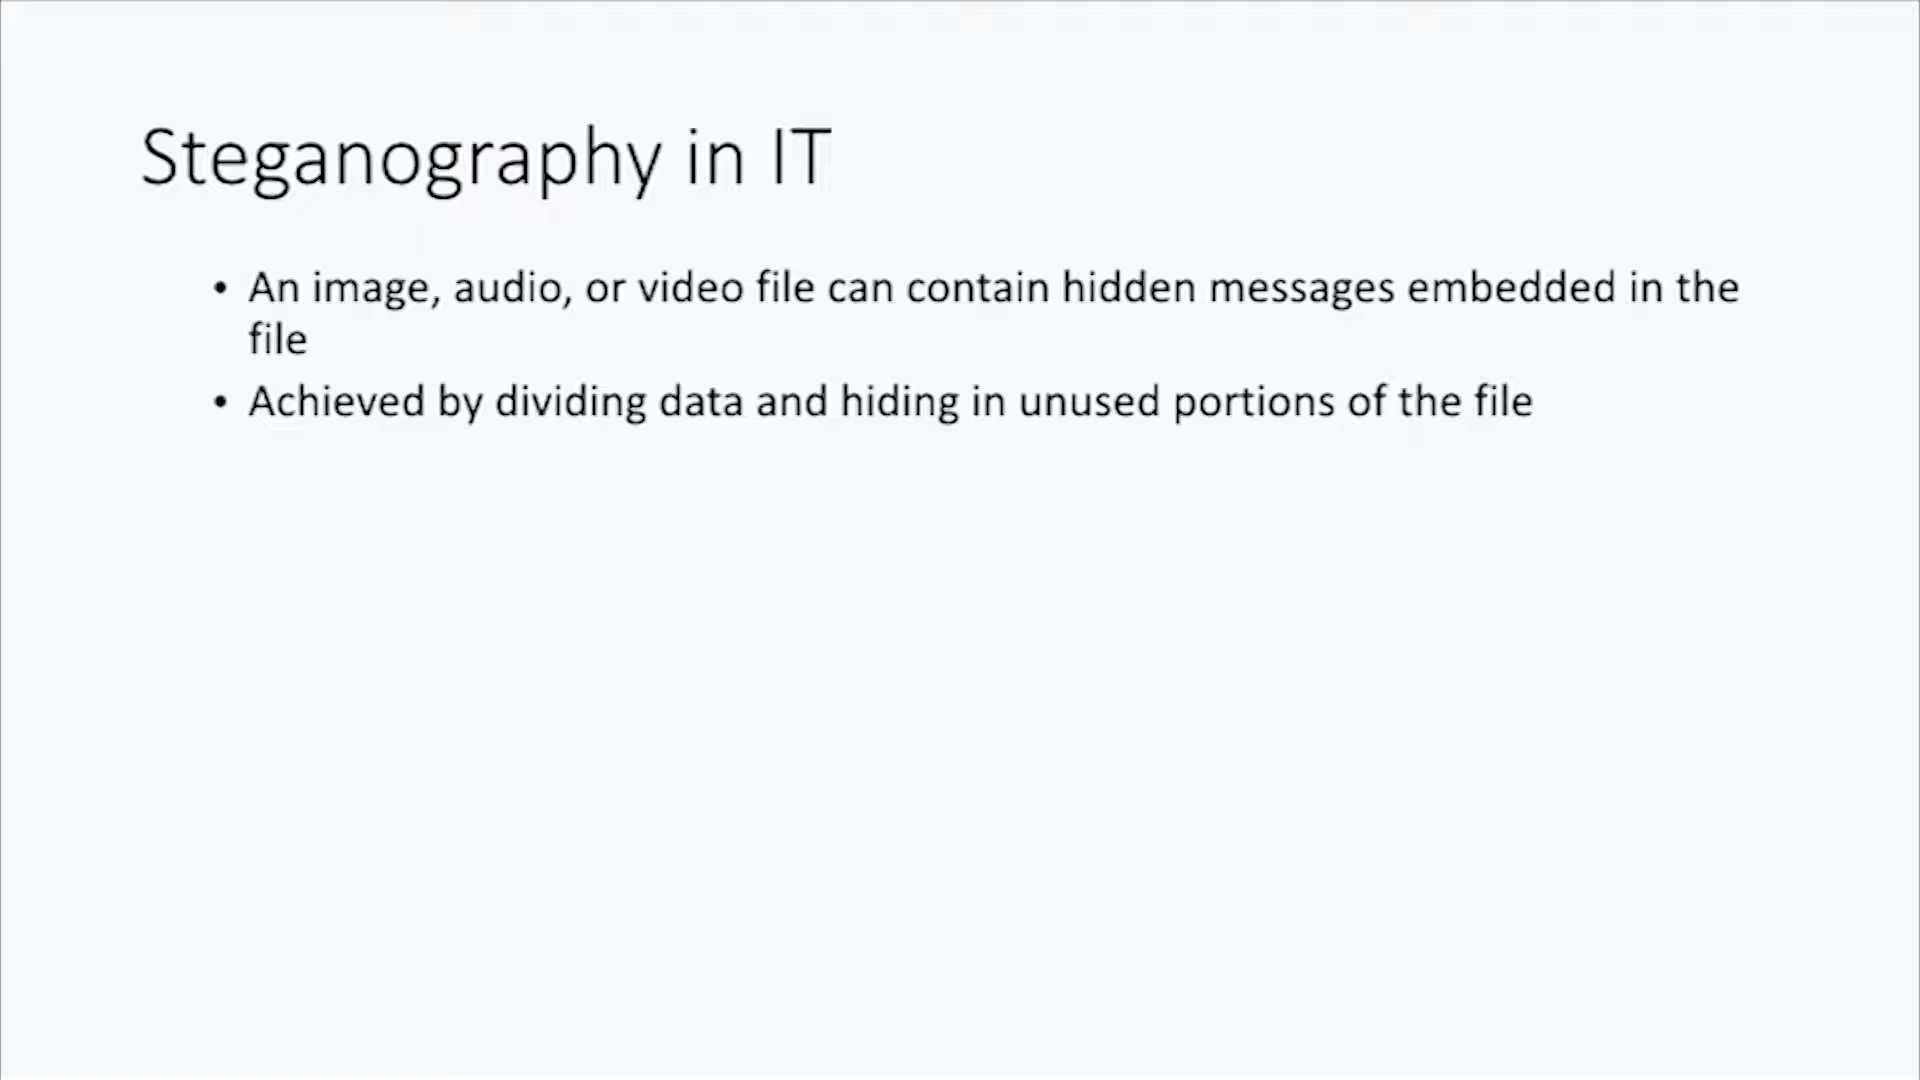 Steganography in IT
• An image, audio, or video file can contain hidden messages embedded in the
file
• Achieved by dividing data and hiding in unused portions of the file